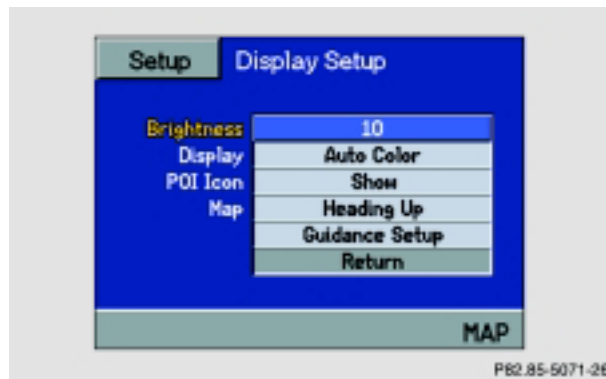 Setup Display Setup
Brightness 10
Display Auto Color
POI Icon Show
Map Heading Up
Guidance Setup
Return
MAP
P82.85-5071-26